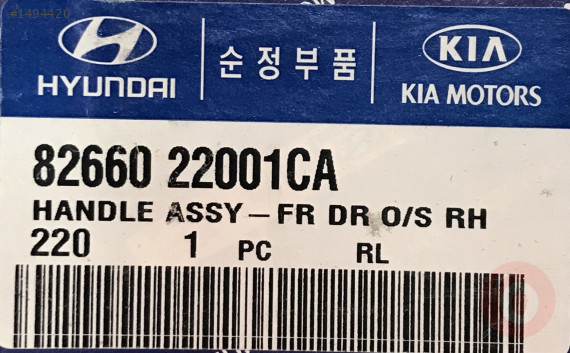 #1494420
HYUNDAI
순정부품
KIA
KIA MOTORS
82660 22001CA
HANDLE ASSY-FR DR O/S RH
220 1 PC RL